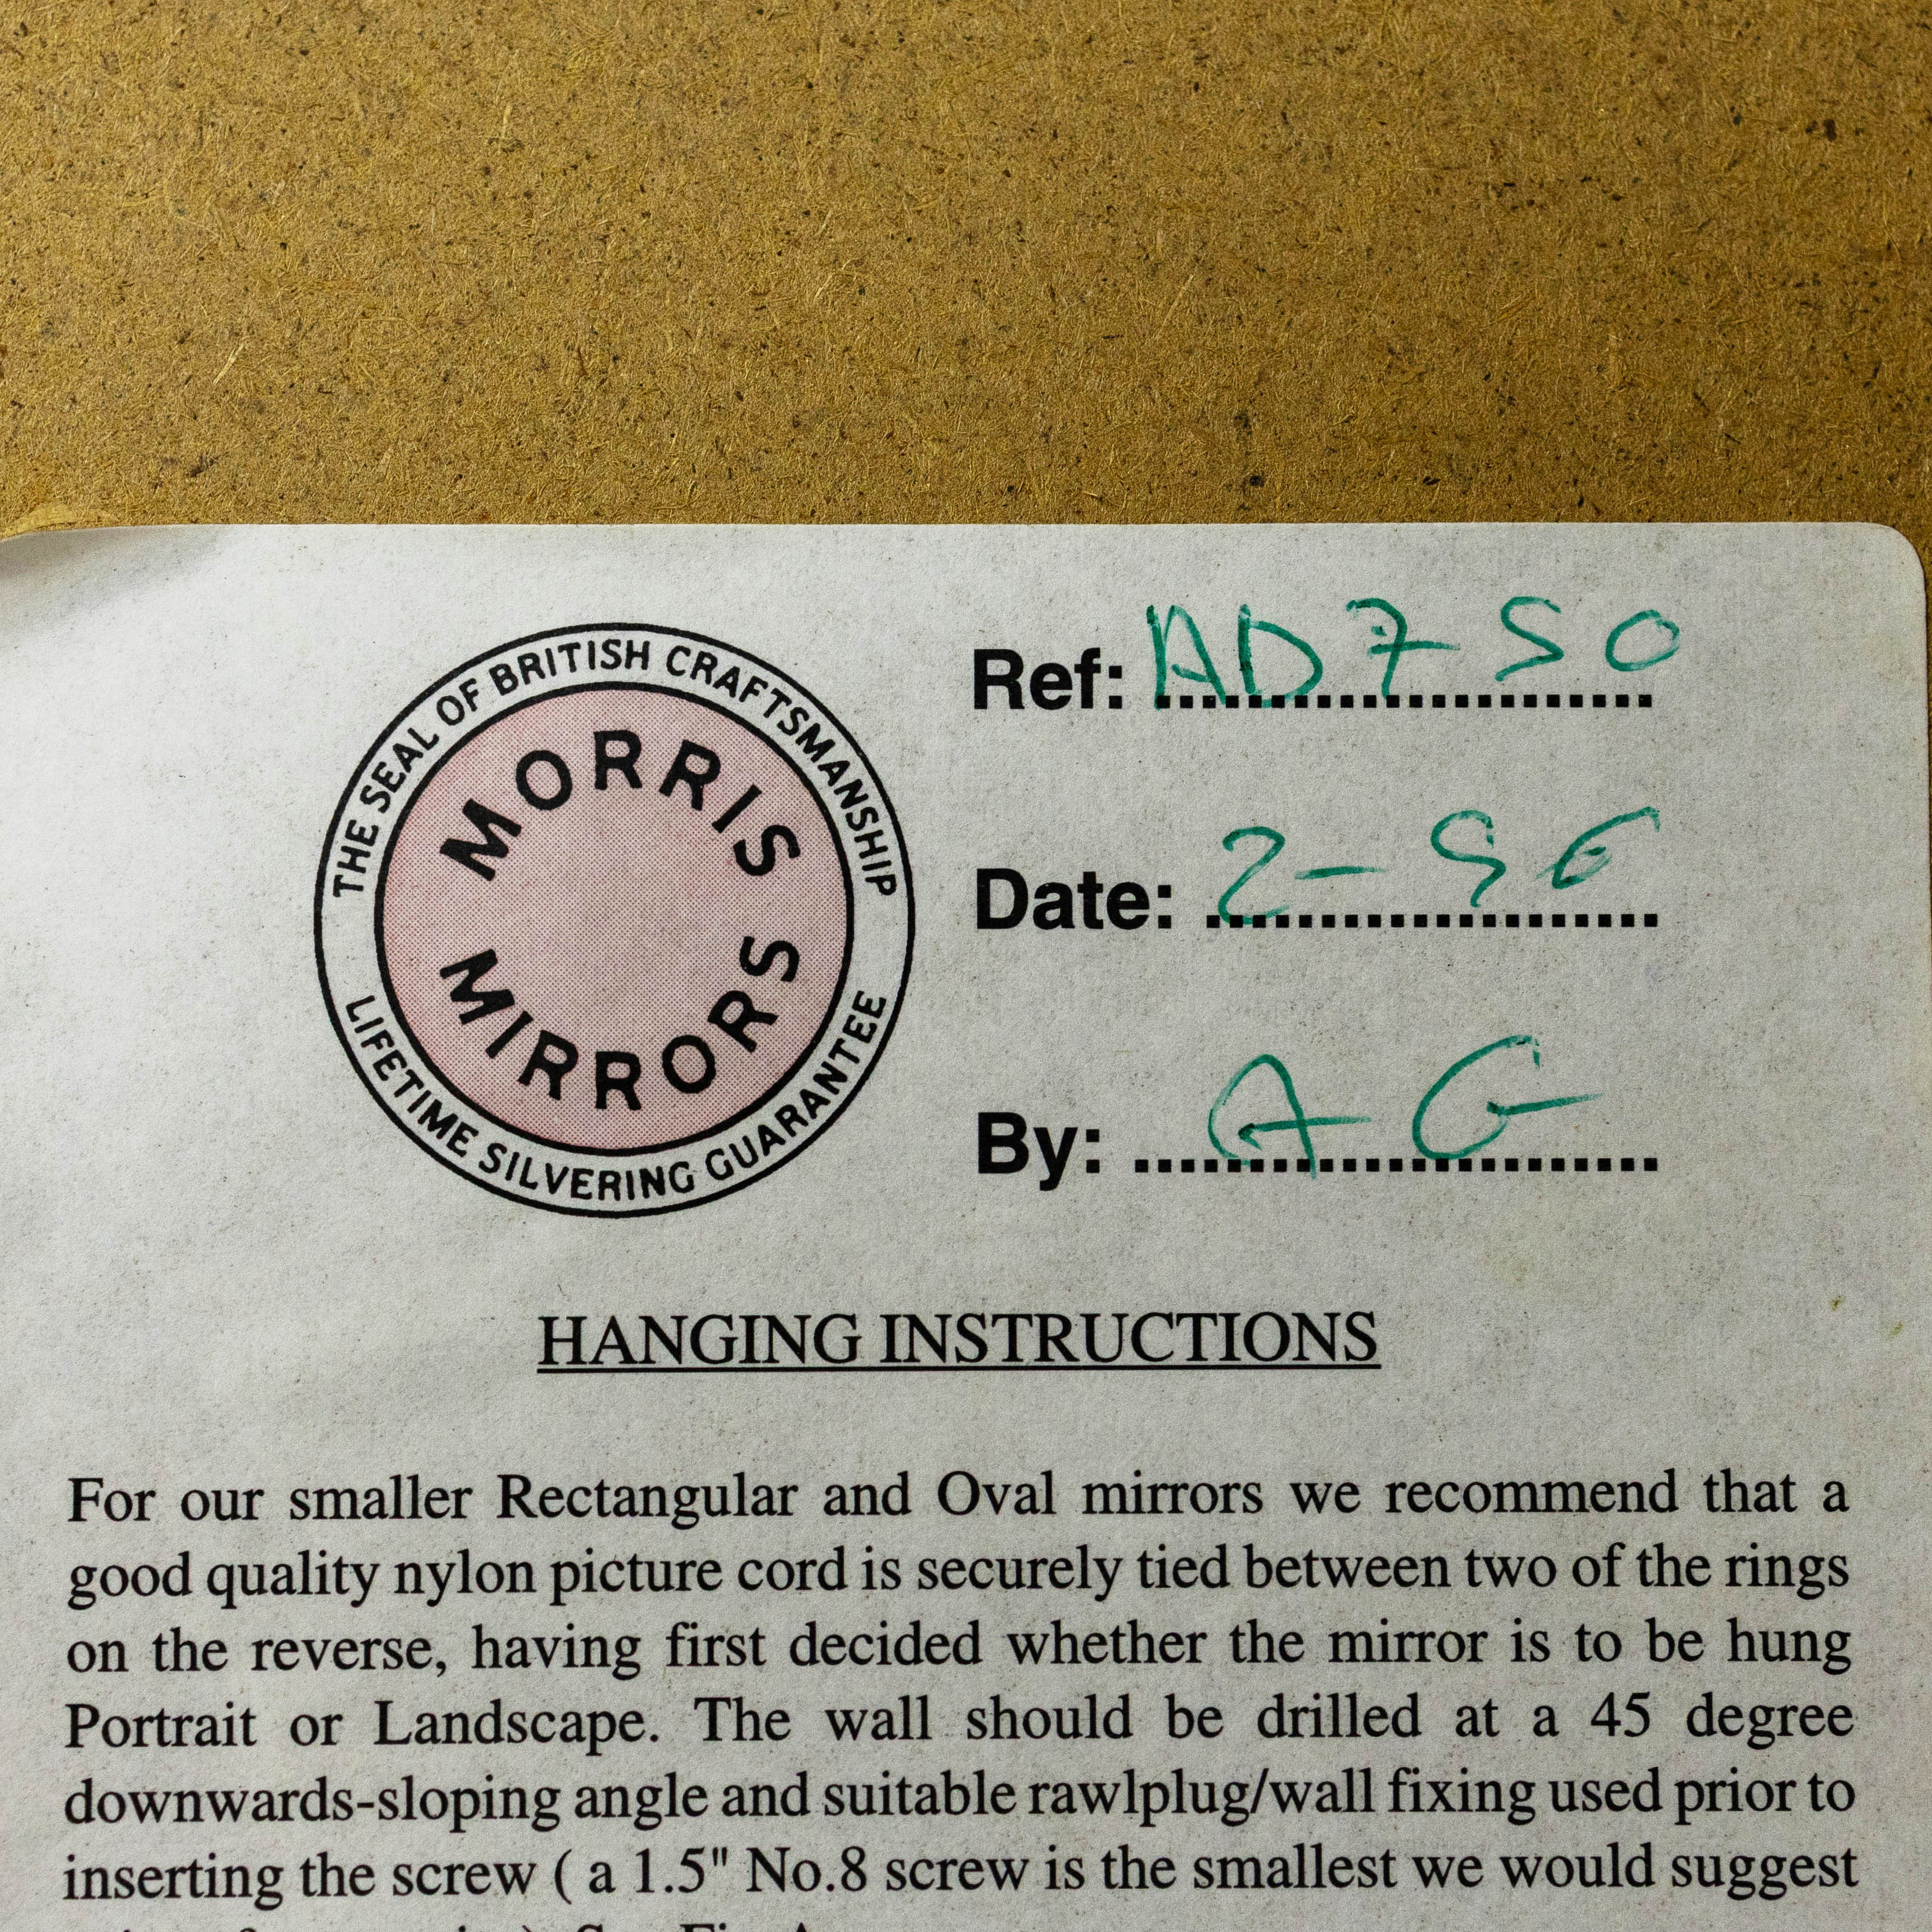 THE SEAL OF BRITISH CRAFTSMANSHIP
MORRIS
MIRRORS
LIFETIME SILVERING GUARANTEE
Ref: AD750
Date: 2-96
By: AG
HANGING INSTRUCTIONS
For our smaller Rectangular and Oval mirrors we recommend that a
good quality nylon picture cord is securely tied between two of the rings
on the reverse, having first decided whether the mirror is to be hung
Portrait or Landscape. The wall should be drilled at a 45 degree
downwards-sloping angle and suitable rawlplug/wall fixing used prior to
inserting the screw ( a 1.5" No.8 screw is the smallest we would suggest